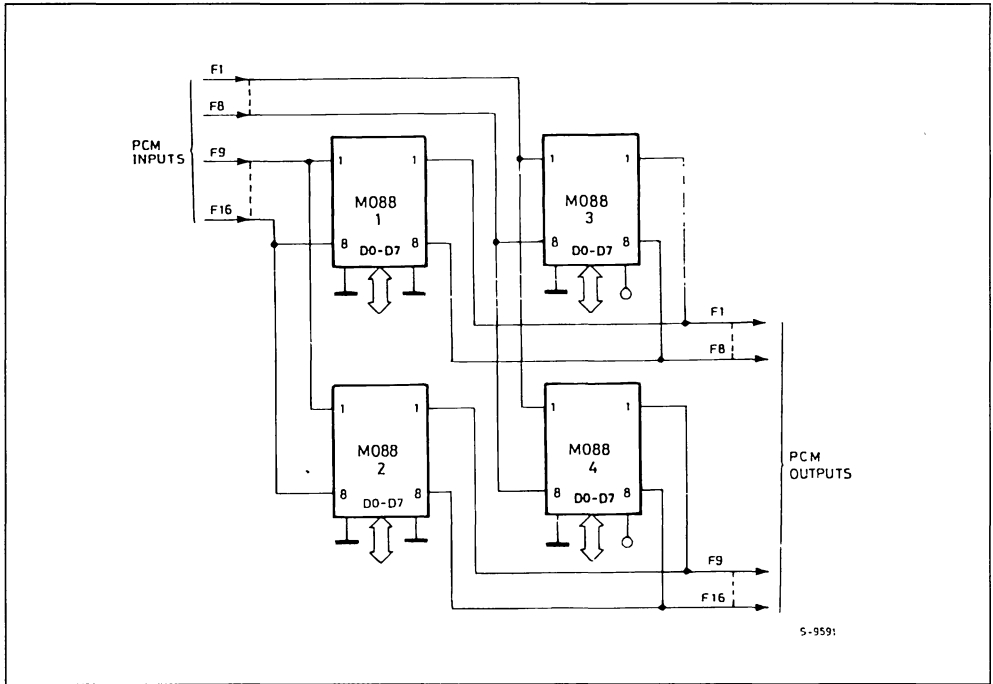 F1
F8
PCM
INPUTS
F9
F16
1 1
M088
1
8 D0-D7 8
1 1
M088
3
8 D0-D7 8
F1
F8
1 1
M088
2
8 D0-D7 8
1 1
M088
4
8 D0-D7 8
PCM
OUTPUTS
F9
F16
S-9591